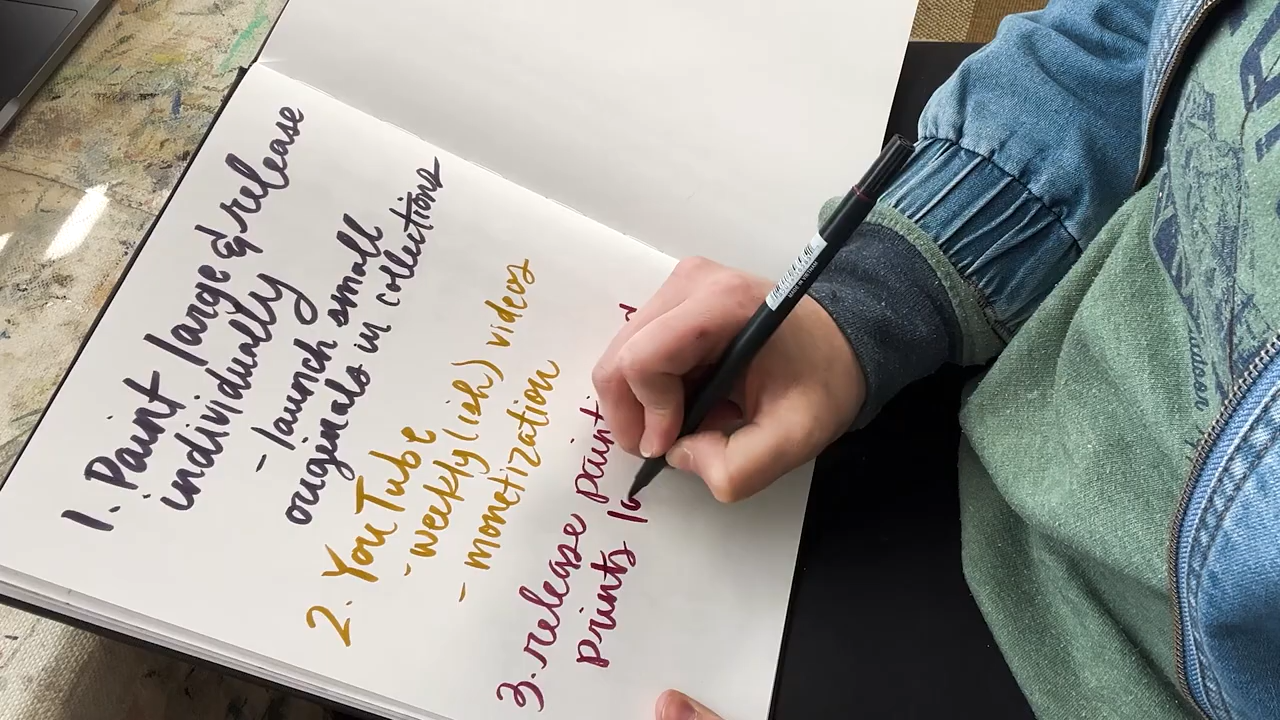 1. Paint large & release
individually
- launch small
originals in collections
2. YouTube
- weekly(ish) videos
- monetization
3. release paint
prints